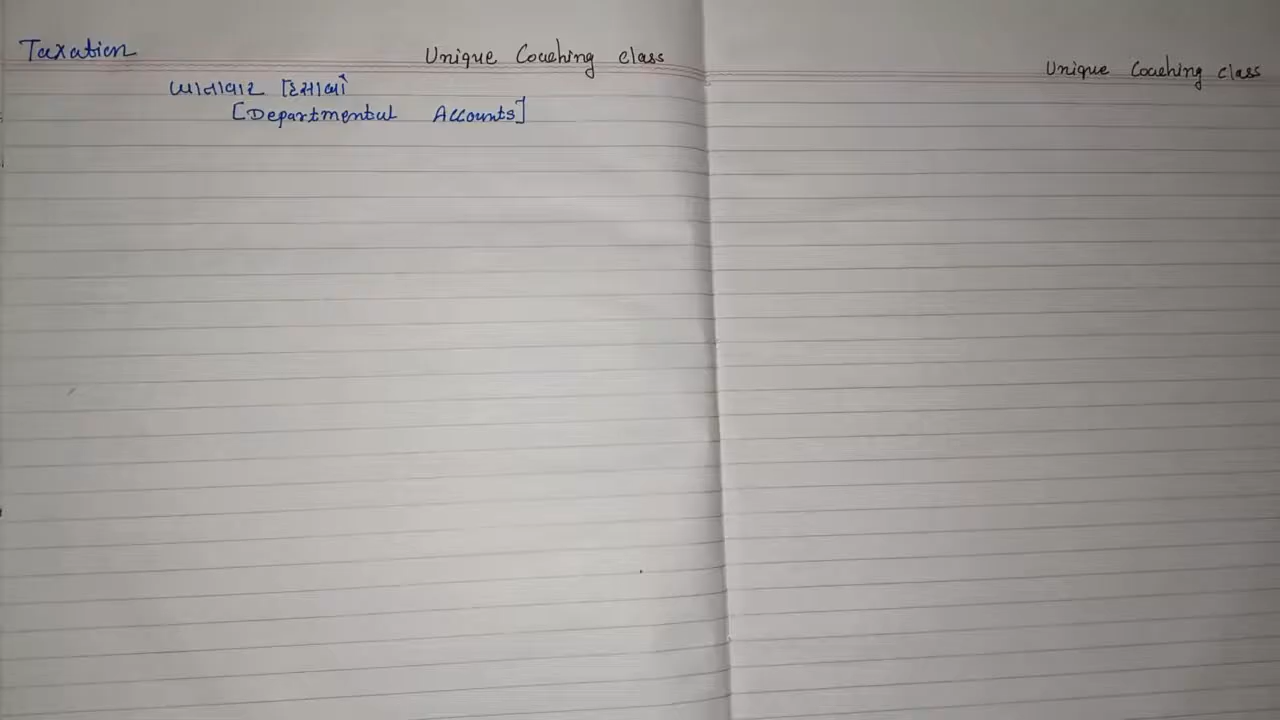 Taxation
Unique Coaching class
ખાતાવાર હિસાબો
[Departmental Accounts]
Unique Coaching class